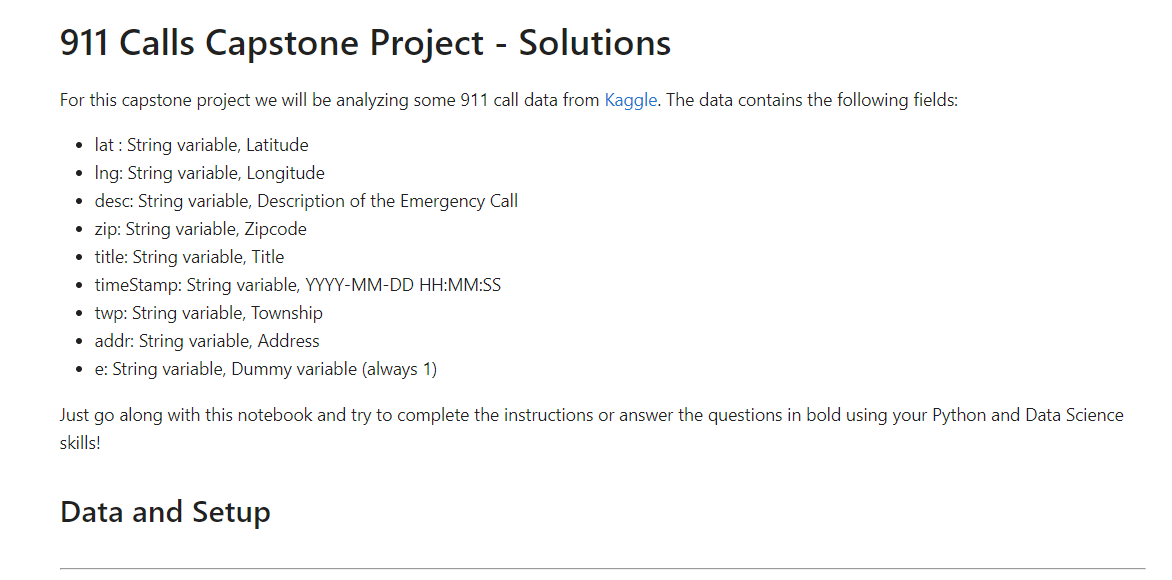 911 Calls Capstone Project - Solutions
For this capstone project we will be analyzing some 911 call data from Kaggle. The data contains the following fields:
• lat : String variable, Latitude
• lng: String variable, Longitude
• desc: String variable, Description of the Emergency Call
• zip: String variable, Zipcode
• title: String variable, Title
• timeStamp: String variable, YYYY-MM-DD HH:MM:SS
• twp: String variable, Township
• addr: String variable, Address
• e: String variable, Dummy variable (always 1)
Just go along with this notebook and try to complete the instructions or answer the questions in bold using your Python and Data Science
skills!
Data and Setup